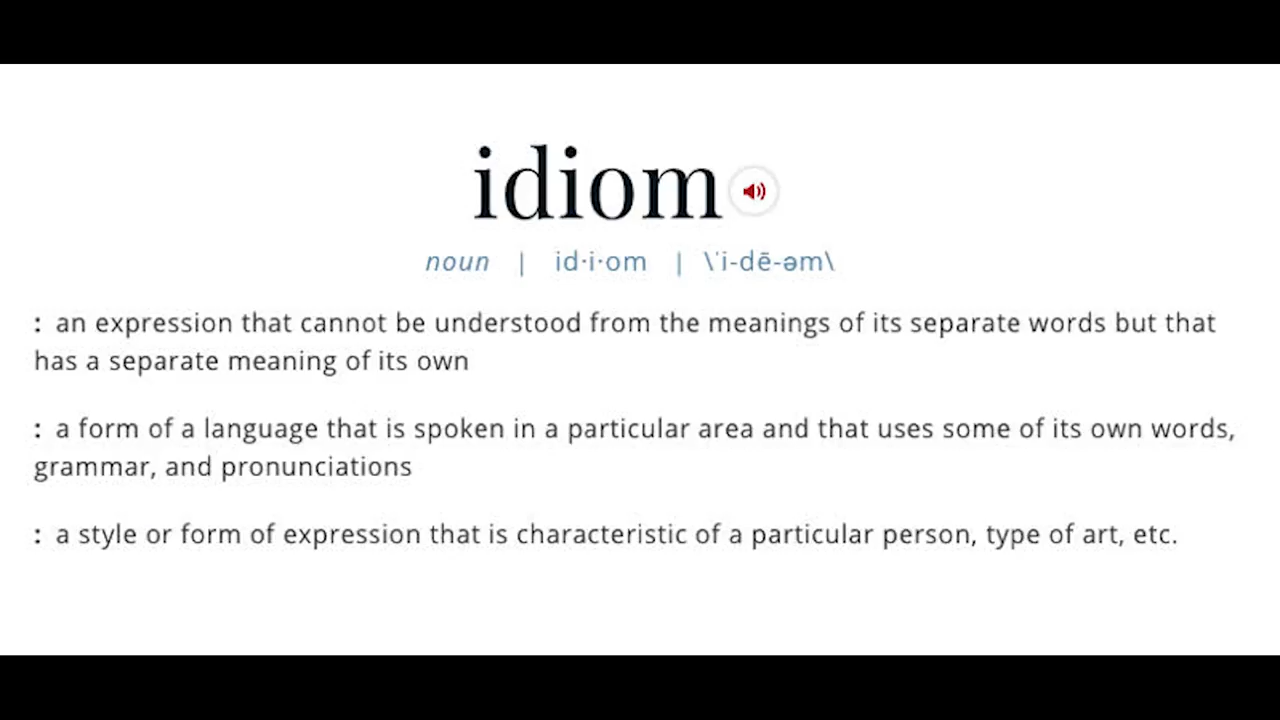 idiom
noun | id·i·om | \ˈi-dē-əm\
: an expression that cannot be understood from the meanings of its separate words but that
has a separate meaning of its own
: a form of a language that is spoken in a particular area and that uses some of its own words,
grammar, and pronunciations
: a style or form of expression that is characteristic of a particular person, type of art, etc.